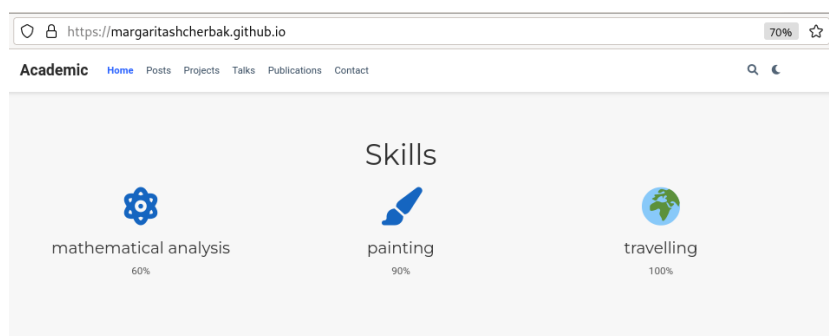 https://margaritashcherbak.github.io 70%
Academic Home Posts Projects Talks Publications Contact
Skills
mathematical analysis painting travelling
60% 90% 100%